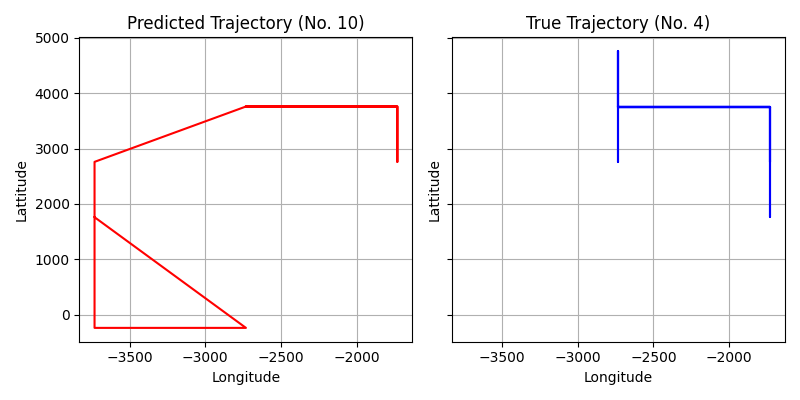 Predicted Trajectory (No. 10)
True Trajectory (No. 4)
5000
4000
3000
2000
1000
0
Lattitude
Lattitude
−3500
−3000
−2500
−2000
−3500
−3000
−2500
−2000
Longitude
Longitude